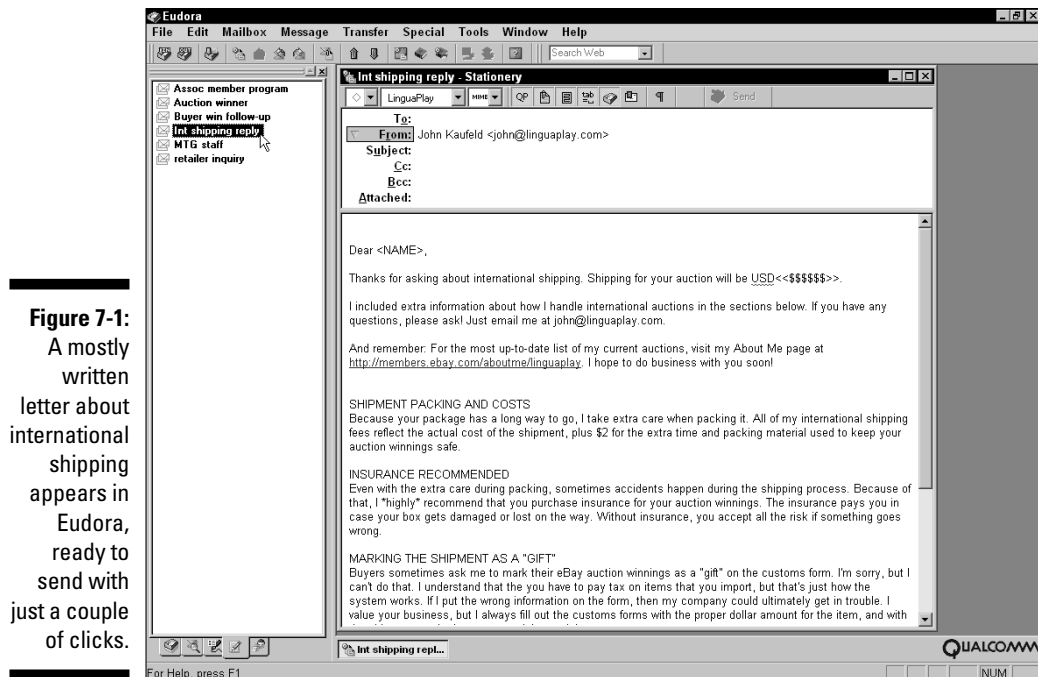 Eudora
File Edit Mailbox Message Transfer Special Tools Window Help
Search Web
Assoc member program
Auction winner
Buyer win follow-up
Int shipping reply
MTG staff
retailer inquiry
Int shipping reply - Stationery
LinguaPlay MIME QP Send
To:
From: John Kaufeld <john@linguaplay.com>
Subject:
Cc:
Bcc:
Attached:
Dear <NAME>,
Thanks for asking about international shipping. Shipping for your auction will be USD<<$$$$$$>>.
I included extra information about how I handle international auctions in the sections below. If you have any
questions, please ask! Just email me at john@linguaplay.com.
And remember: For the most up-to-date list of my current auctions, visit my About Me page at
http://members.ebay.com/aboutme/linguaplay. I hope to do business with you soon!
SHIPMENT PACKING AND COSTS
Because your package has a long way to go, I take extra care when packing it. All of my international shipping
fees reflect the actual cost of the shipment, plus $2 for the extra time and packing material used to keep your
auction winnings safe.
INSURANCE RECOMMENDED
Even with the extra care during packing, sometimes accidents happen during the shipping process. Because of
that, I *highly* recommend that you purchase insurance for your auction winnings. The insurance pays you in
case your box gets damaged or lost on the way. Without insurance, you accept all the risk if something goes
wrong.
MARKING THE SHIPMENT AS A "GIFT"
Buyers sometimes ask me to mark their eBay auction winnings as a "gift" on the customs form. I'm sorry, but I
can't do that. I understand that the you have to pay tax on items that you import, but that's just how the
system works. If I put the wrong information on the form, then my company could ultimately get in trouble. I
value your business, but I always fill out the customs forms with the proper dollar amount for the item, and with
Int shipping repl...
QUALCOMM
For Help, press F1
NUM
Figure 7-1:
A mostly
written
letter about
international
shipping
appears in
Eudora,
ready to
send with
just a couple
of clicks.